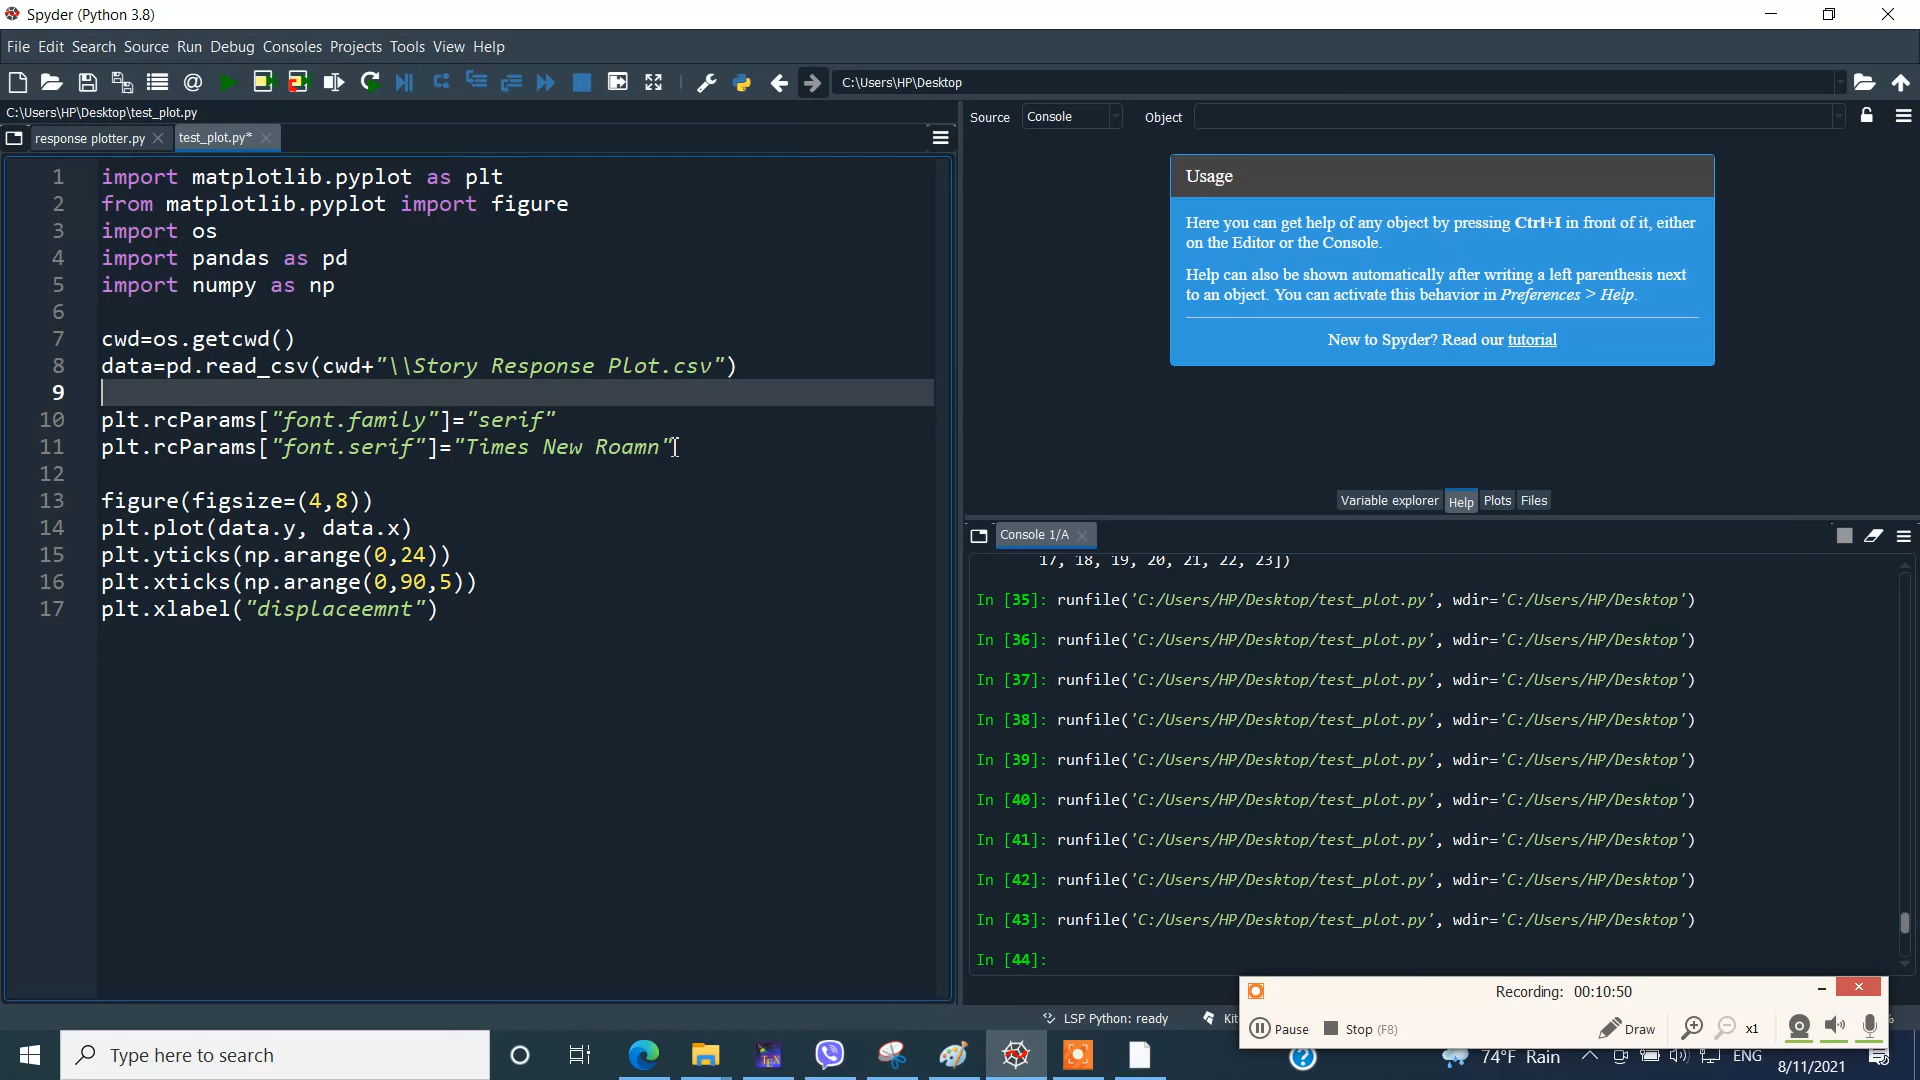 Spyder (Python 3.8)
File Edit Search Source Run Debug Consoles Projects Tools View Help
C:\Users\HP\Desktop
C:\Users\HP\Desktop\test_plot.py
response plotter.py
test_plot.py*
1 import matplotlib.pyplot as plt
2 from matplotlib.pyplot import figure
3 import os
4 import pandas as pd
5 import numpy as np
6
7 cwd=os.getcwd()
8 data=pd.read_csv(cwd+"\\Story Response Plot.csv")
9
10 plt.rcParams["font.family"]="serif"
11 plt.rcParams["font.serif"]="Times New Roamn"
12
13 figure(figsize=(4,8))
14 plt.plot(data.y, data.x)
15 plt.yticks(np.arange(0,24))
16 plt.xticks(np.arange(0,90,5))
17 plt.xlabel("displaceemnt")
Source Console Object
Usage
Here you can get help of any object by pressing Ctrl+I in front of it, either
on the Editor or the Console.
Help can also be shown automatically after writing a left parenthesis next
to an object. You can activate this behavior in Preferences > Help.
New to Spyder? Read our tutorial
Variable explorer Help Plots Files
Console 1/A
17, 18, 19, 20, 21, 22, 23])
In [35]: runfile('C:/Users/HP/Desktop/test_plot.py', wdir='C:/Users/HP/Desktop')
In [36]: runfile('C:/Users/HP/Desktop/test_plot.py', wdir='C:/Users/HP/Desktop')
In [37]: runfile('C:/Users/HP/Desktop/test_plot.py', wdir='C:/Users/HP/Desktop')
In [38]: runfile('C:/Users/HP/Desktop/test_plot.py', wdir='C:/Users/HP/Desktop')
In [39]: runfile('C:/Users/HP/Desktop/test_plot.py', wdir='C:/Users/HP/Desktop')
In [40]: runfile('C:/Users/HP/Desktop/test_plot.py', wdir='C:/Users/HP/Desktop')
In [41]: runfile('C:/Users/HP/Desktop/test_plot.py', wdir='C:/Users/HP/Desktop')
In [42]: runfile('C:/Users/HP/Desktop/test_plot.py', wdir='C:/Users/HP/Desktop')
In [43]: runfile('C:/Users/HP/Desktop/test_plot.py', wdir='C:/Users/HP/Desktop')
In [44]:
LSP Python: ready
Recording: 00:10:50
Pause Stop (F8) Draw x1
Type here to search
TEX
74°F Rain
ENG
8/11/2021